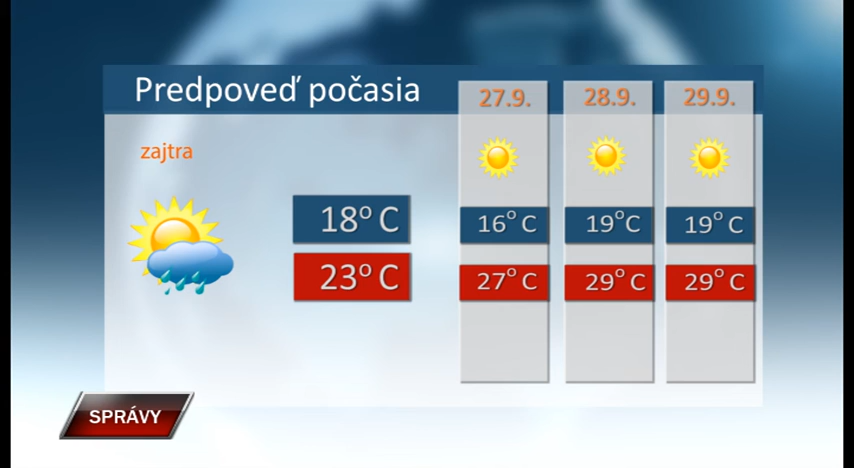 Predpoveď počasia
zajtra
18° C
23° C
27.9.
16° C
27° C
28.9.
19°C
29° C
29.9.
19° C
29° C
SPRÁVY